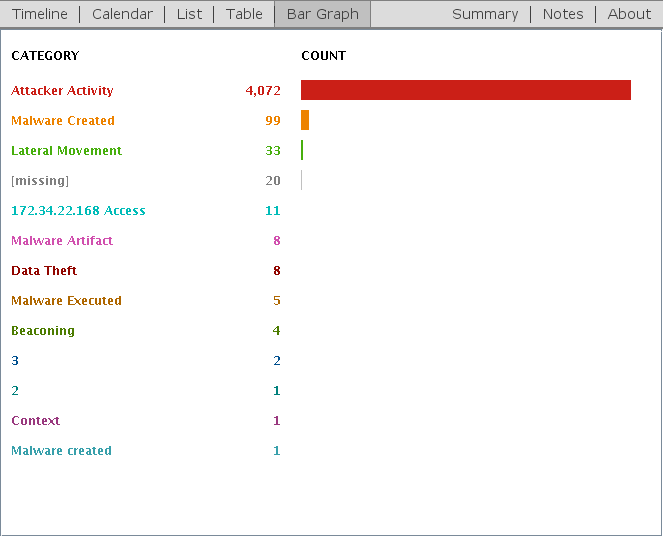 Timeline Calendar List Table Bar Graph Summary Notes About
CATEGORY COUNT
Attacker Activity 4,072
Malware Created 99
Lateral Movement 33
[missing] 20
172.34.22.168 Access 11
Malware Artifact 8
Data Theft 8
Malware Executed 5
Beaconing 4
3 2
2 1
Context 1
Malware created 1